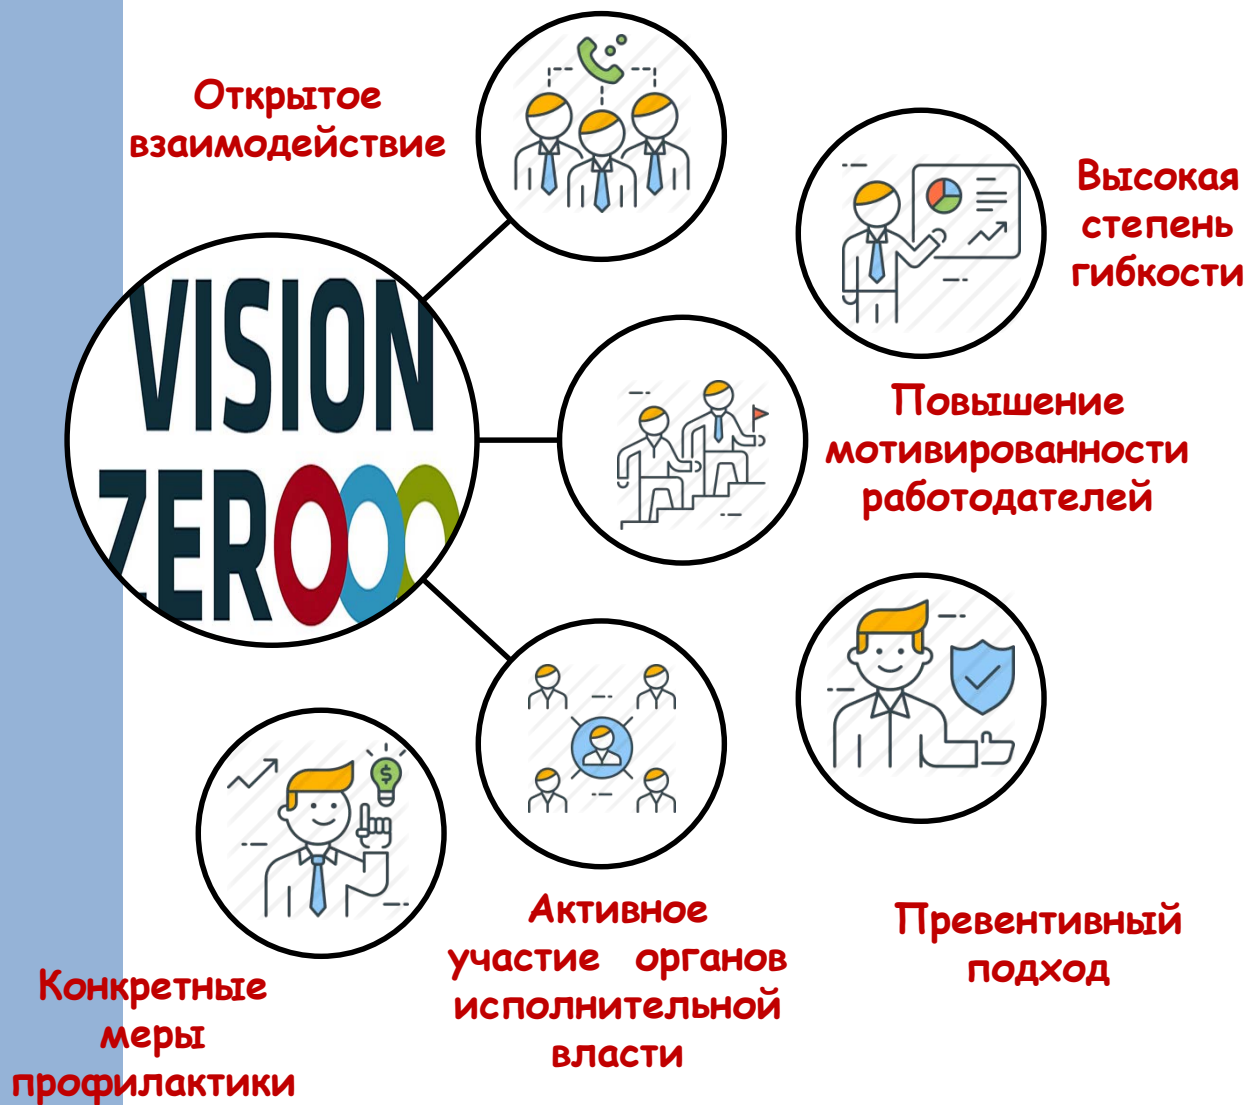 Открытое
взаимодействие
Высокая
степень
гибкости
VISION
ZEROOO
Повышение
мотивированности
работодателей
$
Активное
участие органов
исполнительной
власти
Превентивный
подход
Конкретные
меры
профилактики